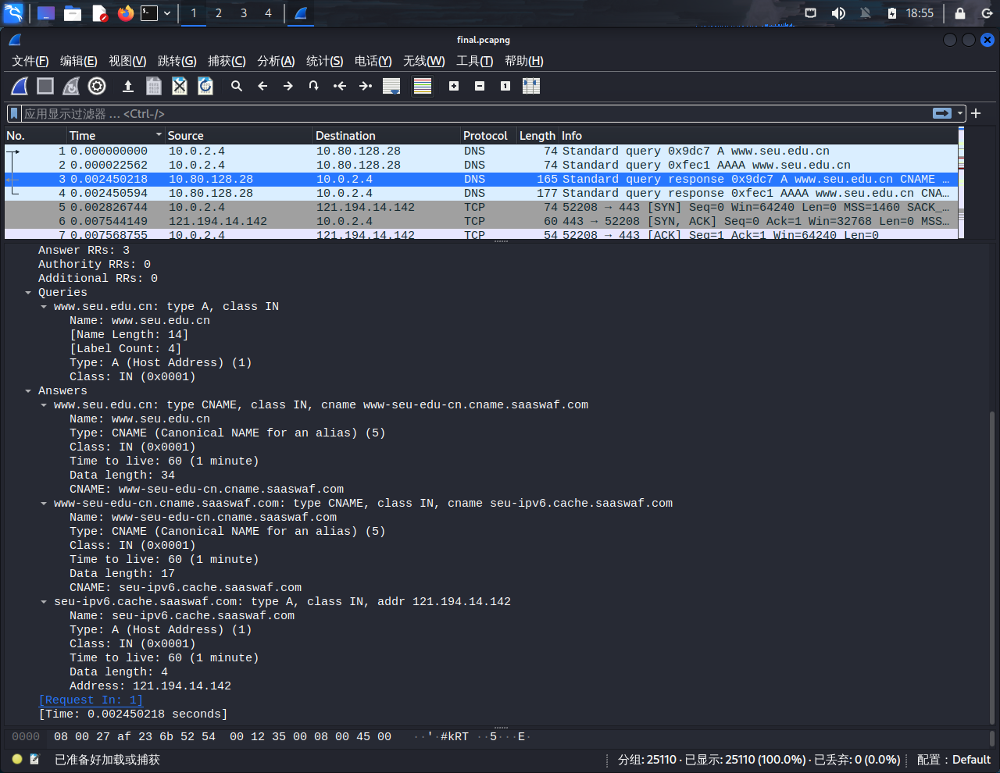 1 2 3 4 18:55
final.pcapng
文件(F) 编辑(E) 视图(V) 跳转(G) 捕获(C) 分析(A) 统计(S) 电话(Y) 无线(W) 工具(T) 帮助(H)
应用显示过滤器 … <Ctrl-/>
No. Time Source Destination Protocol Length Info
1 0.000000000 10.0.2.4 10.80.128.28 DNS 74 Standard query 0x9dc7 A www.seu.edu.cn
2 0.000022562 10.0.2.4 10.80.128.28 DNS 74 Standard query 0xfec1 AAAA www.seu.edu.cn
3 0.002450218 10.80.128.28 10.0.2.4 DNS 165 Standard query response 0x9dc7 A www.seu.edu.cn CNAME …
4 0.002450594 10.80.128.28 10.0.2.4 DNS 177 Standard query response 0xfec1 AAAA www.seu.edu.cn CNA…
5 0.002826744 10.0.2.4 121.194.14.142 TCP 74 52208 → 443 [SYN] Seq=0 Win=64240 Len=0 MSS=1460 SACK_…
6 0.007544149 121.194.14.142 10.0.2.4 TCP 60 443 → 52208 [SYN, ACK] Seq=0 Ack=1 Win=32768 Len=0 MSS…
7 0.007568755 10.0.2.4 121.194.14.142 TCP 54 52208 → 443 [ACK] Seq=1 Ack=1 Win=64240 Len=0
Answer RRs: 3
Authority RRs: 0
Additional RRs: 0
Queries
www.seu.edu.cn: type A, class IN
Name: www.seu.edu.cn
[Name Length: 14]
[Label Count: 4]
Type: A (Host Address) (1)
Class: IN (0x0001)
Answers
www.seu.edu.cn: type CNAME, class IN, cname www-seu-edu-cn.cname.saaswaf.com
Name: www.seu.edu.cn
Type: CNAME (Canonical NAME for an alias) (5)
Class: IN (0x0001)
Time to live: 60 (1 minute)
Data length: 34
CNAME: www-seu-edu-cn.cname.saaswaf.com
www-seu-edu-cn.cname.saaswaf.com: type CNAME, class IN, cname seu-ipv6.cache.saaswaf.com
Name: www-seu-edu-cn.cname.saaswaf.com
Type: CNAME (Canonical NAME for an alias) (5)
Class: IN (0x0001)
Time to live: 60 (1 minute)
Data length: 17
CNAME: seu-ipv6.cache.saaswaf.com
seu-ipv6.cache.saaswaf.com: type A, class IN, addr 121.194.14.142
Name: seu-ipv6.cache.saaswaf.com
Type: A (Host Address) (1)
Class: IN (0x0001)
Time to live: 60 (1 minute)
Data length: 4
Address: 121.194.14.142
[Request In: 1]
[Time: 0.002450218 seconds]
0000 08 00 27 af 23 6b 52 54 00 12 35 00 08 00 45 00 ··'·#kRT ··5···E·
已准备好加载或捕获 分组: 25110 · 已显示: 25110 (100.0%) · 已丢弃: 0 (0.0%) 配置：Default